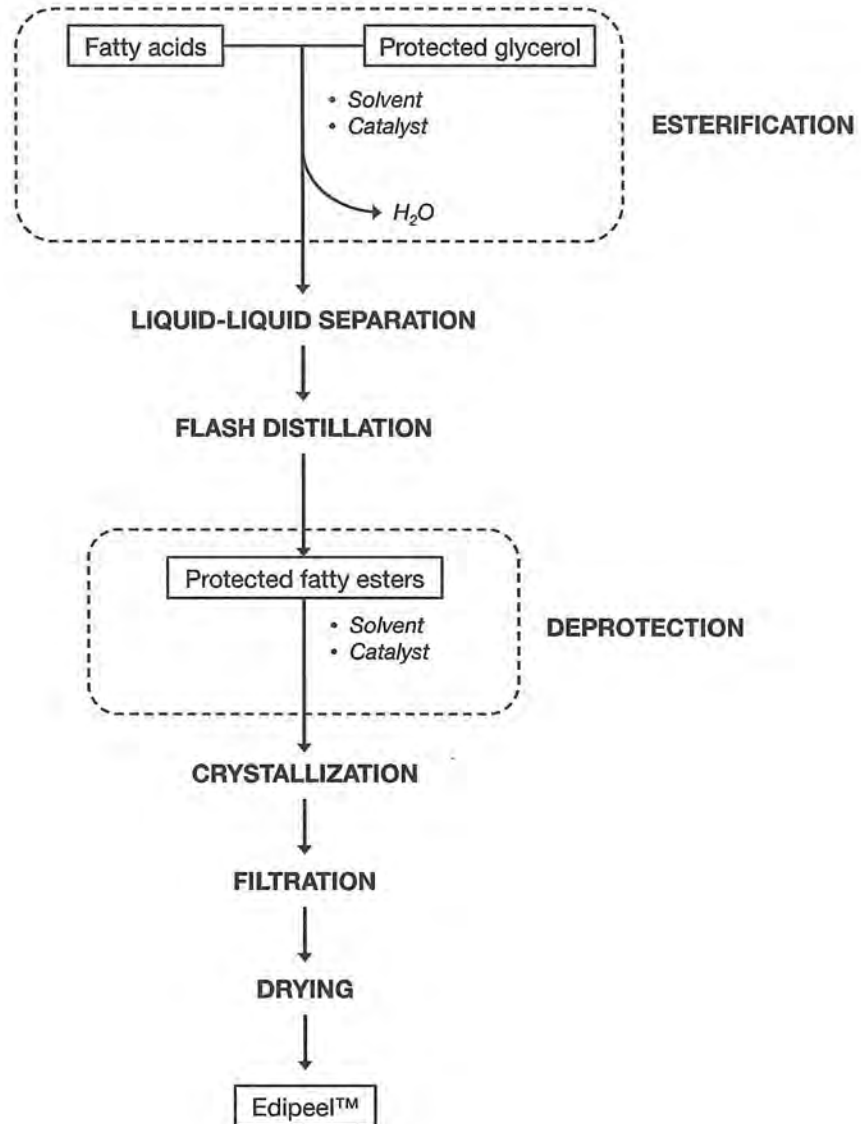 Fatty acids
Protected glycerol
• Solvent
• Catalyst
ESTERIFICATION
H₂O
LIQUID-LIQUID SEPARATION
FLASH DISTILLATION
Protected fatty esters
• Solvent
• Catalyst
DEPROTECTION
CRYSTALLIZATION
FILTRATION
DRYING
Edipeel™